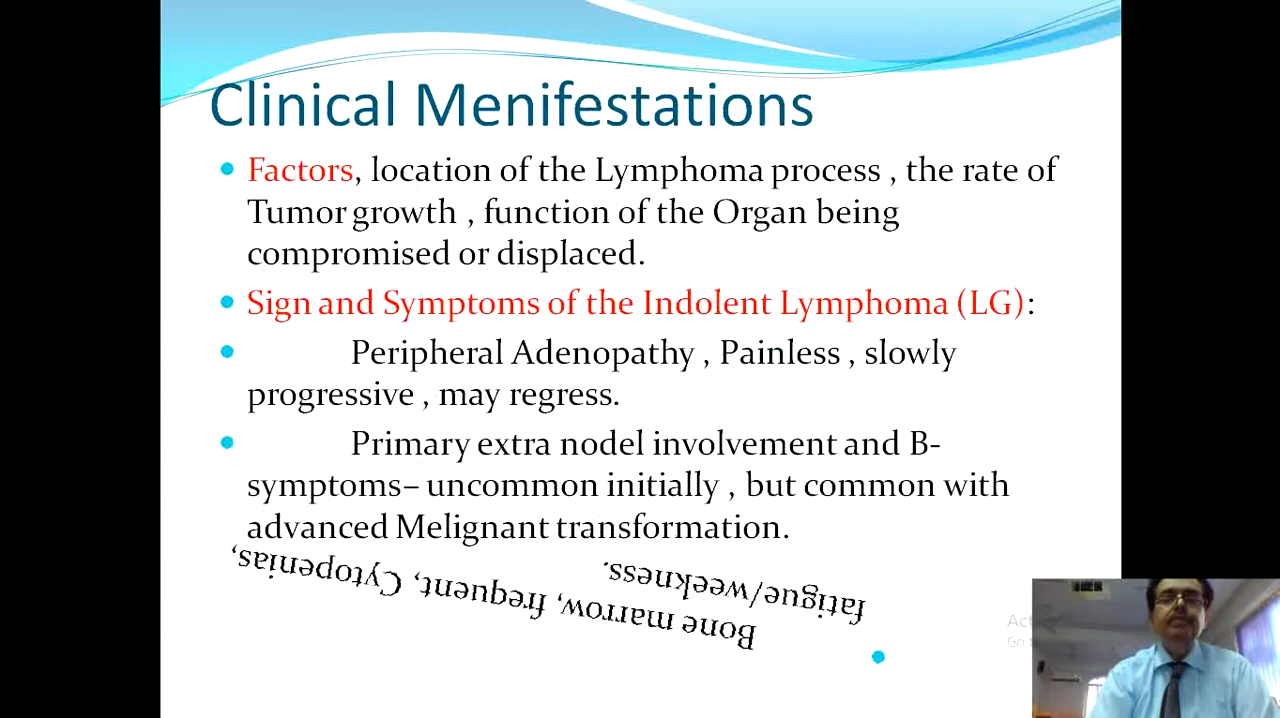 Clinical Menifestations
Factors, location of the Lymphoma process , the rate of
Tumor growth , function of the Organ being
compromised or displaced.
Sign and Symptoms of the Indolent Lymphoma (LG):
Peripheral Adenopathy , Painless , slowly
progressive , may regress.
Primary extra nodel involvement and B-
symptoms– uncommon initially , but common with
advanced Melignant transformation.
Bone marrow, frequent, Cytopenias,
fatigue/weekness.